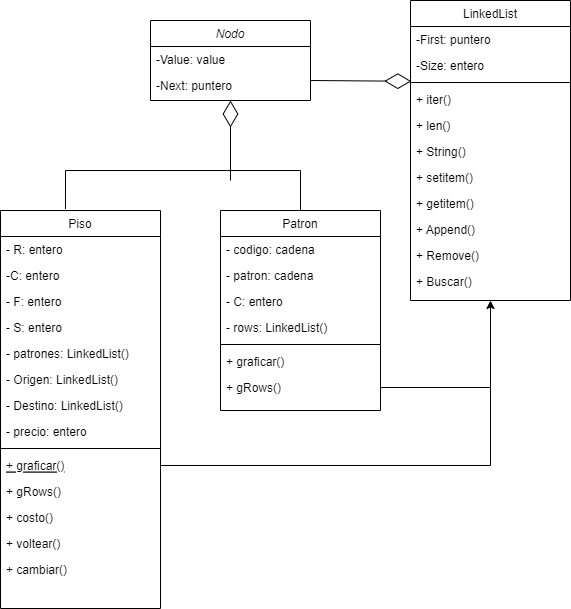 Nodo
-Value: value
-Next: puntero
LinkedList
-First: puntero
-Size: entero
+ iter()
+ len()
+ String()
+ setitem()
+ getitem()
+ Append()
+ Remove()
+ Buscar()
Piso
- R: entero
-C: entero
- F: entero
- S: entero
- patrones: LinkedList()
- Origen: LinkedList()
- Destino: LinkedList()
- precio: entero
+ graficar()
+ gRows()
+ costo()
+ voltear()
+ cambiar()
Patron
- codigo: cadena
- patron: cadena
- C: entero
- rows: LinkedList()
+ graficar()
+ gRows()